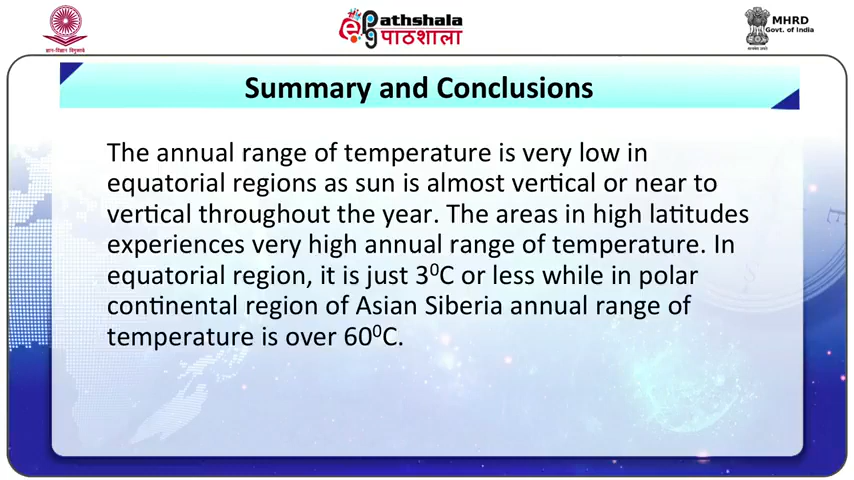 ज्ञान-विज्ञान विमुक्तये
ePathshala
पाठशाला
MHRD
Govt. of India
Summary and Conclusions
The annual range of temperature is very low in
equatorial regions as sun is almost vertical or near to
vertical throughout the year. The areas in high latitudes
experiences very high annual range of temperature. In
equatorial region, it is just 3⁰C or less while in polar
continental region of Asian Siberia annual range of
temperature is over 60⁰C.